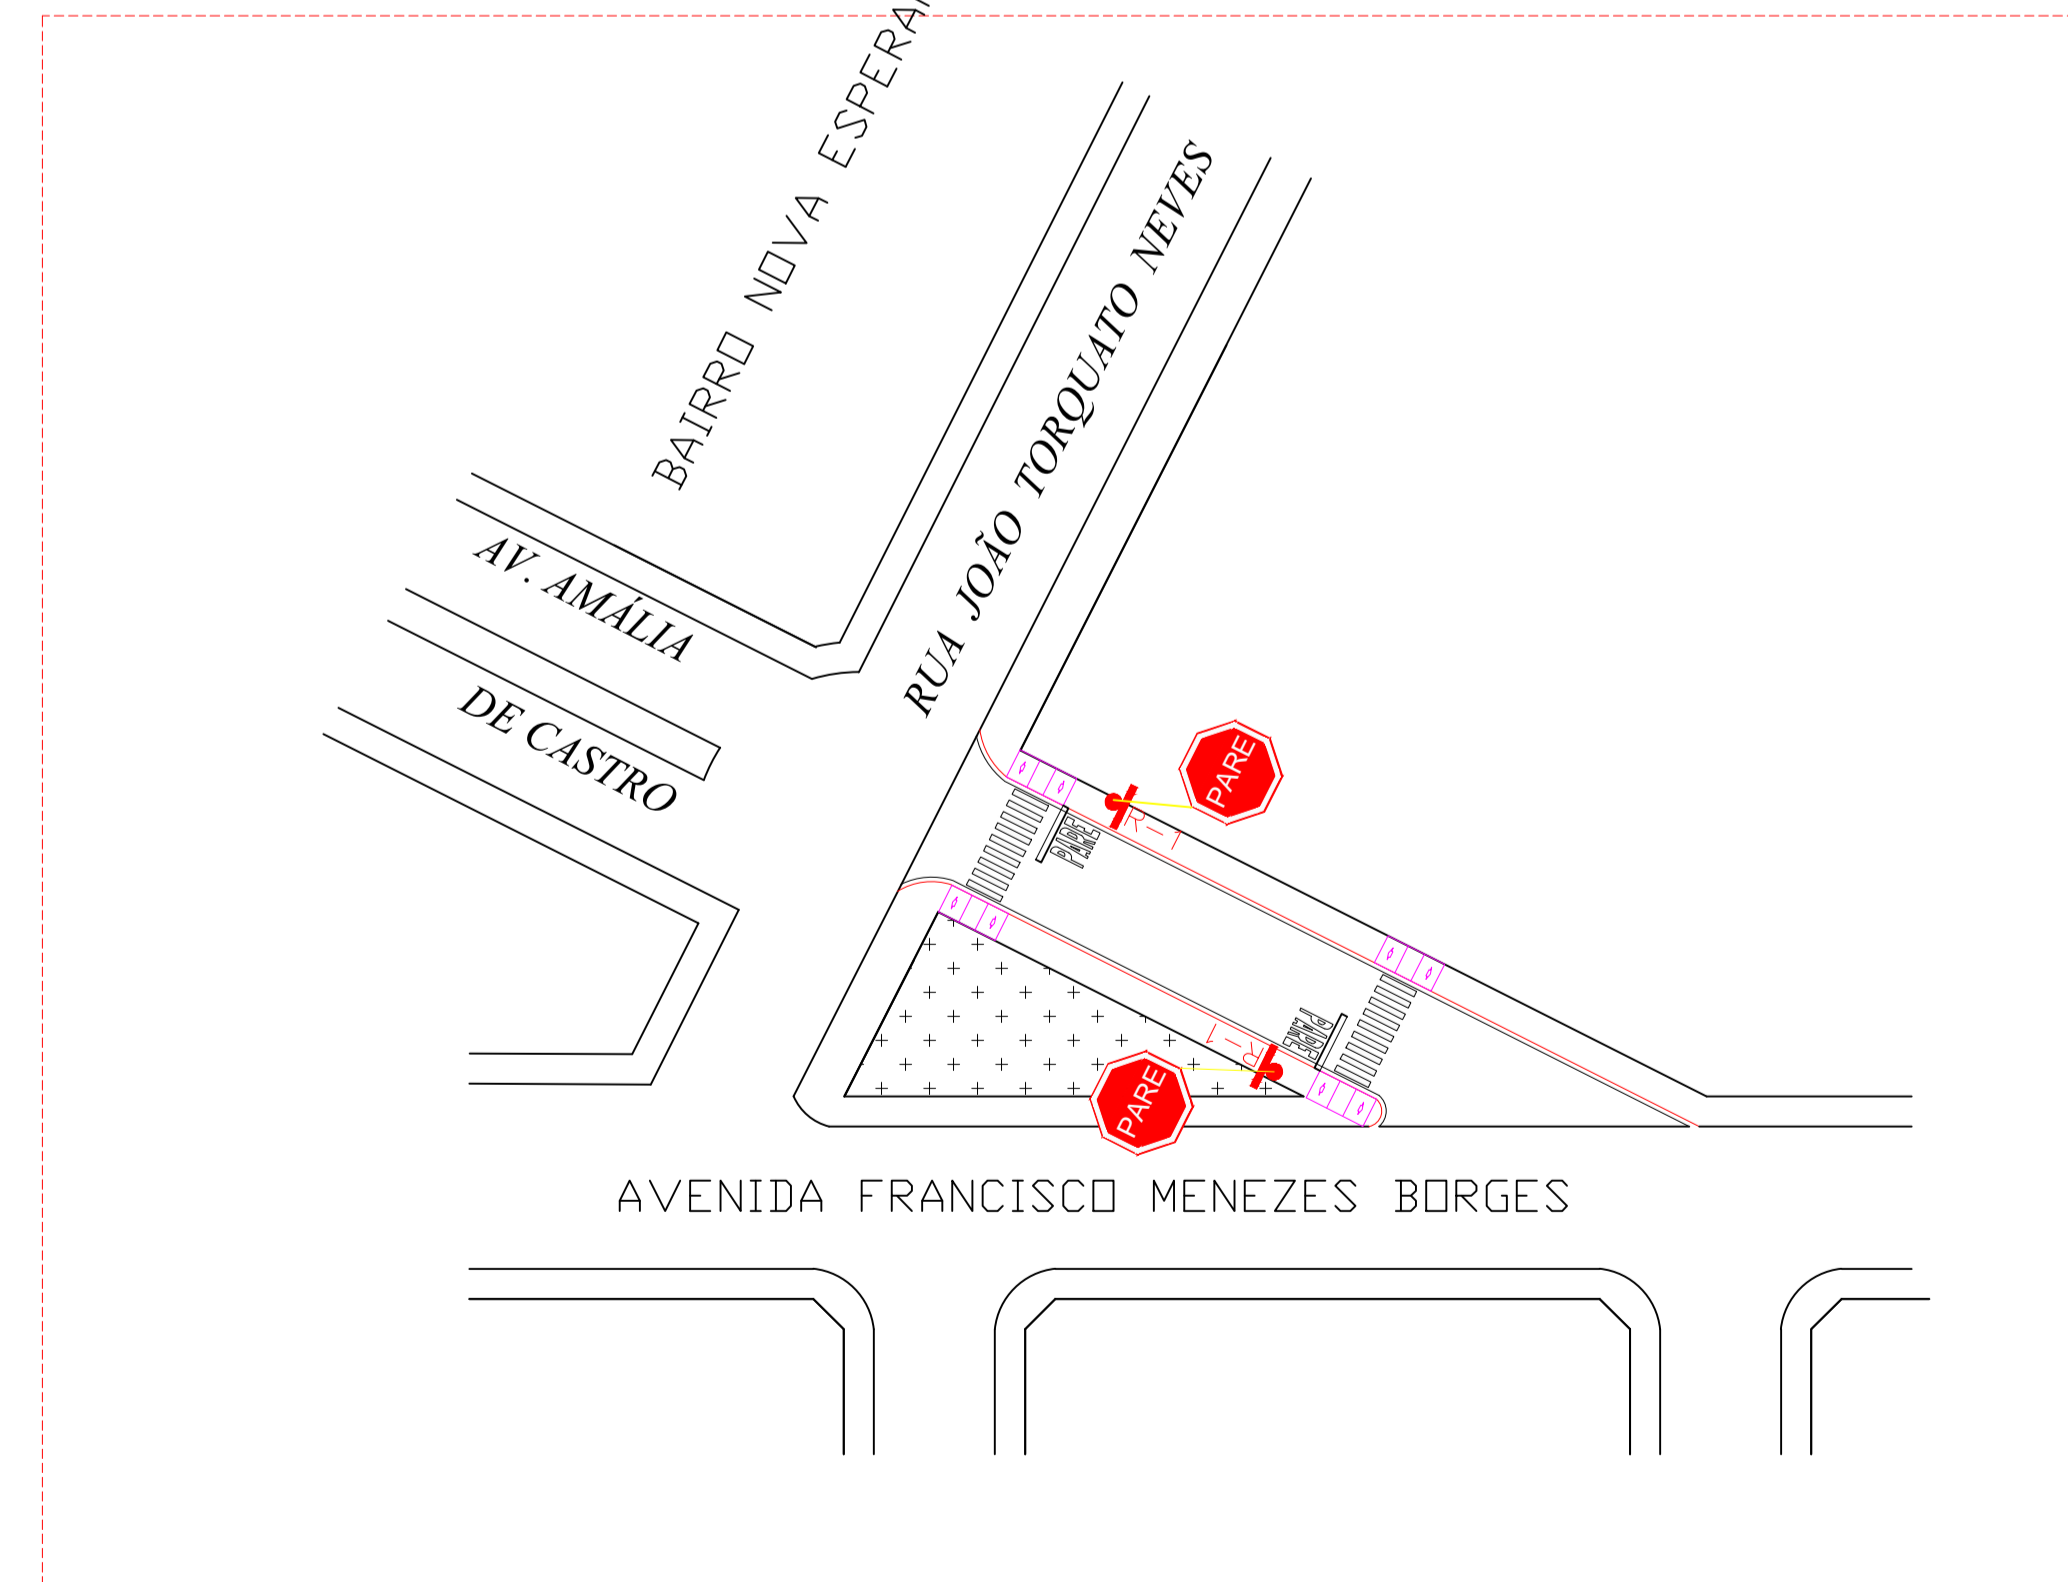 BAIRRO NOVA
RUA JOÃO TORQUATO NEVES
AV. AMÁLIA
DE CASTRO
PARE
R-1
PARE
PARE
R-1
PARE
AVENIDA FRANCISCO MENEZES BORGES